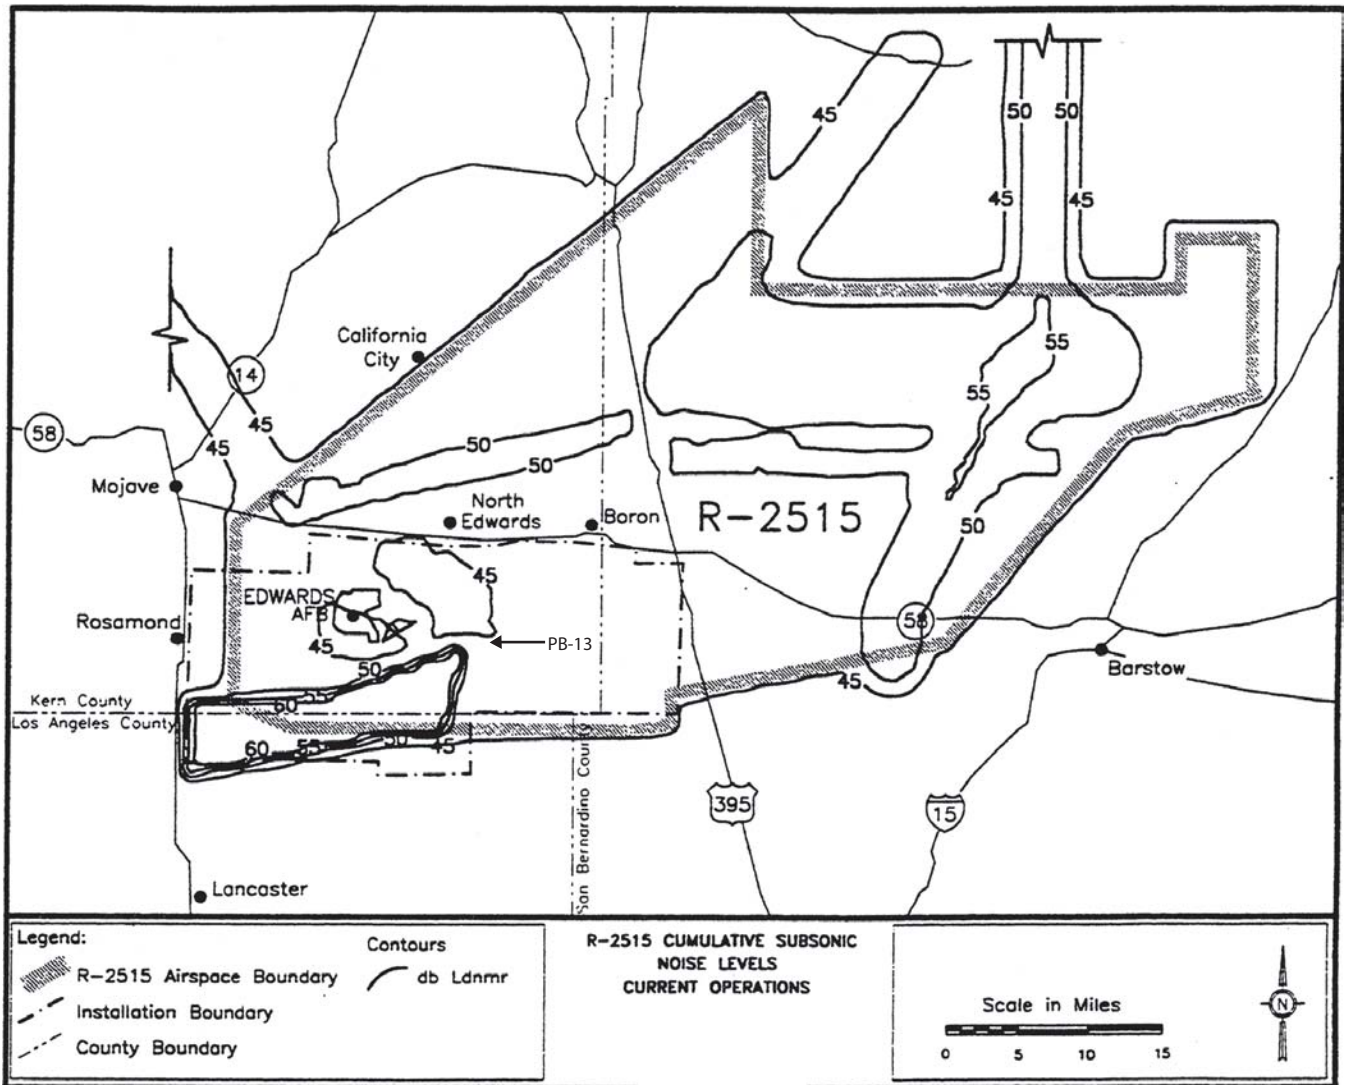 45
50
50
45
45
California
City
14
55
55
58
45
45
50
50
Mojave
North
Edwards
Boron
R-2515
50
45
EDWARDS
AFB
Rosamond
45
PB-13
58
Barstow
50
45
Kern County
Los Angeles County
55
60
60
55
50
45
San Bernardino County
395
15
Lancaster
Legend:
R-2515 Airspace Boundary
Installation Boundary
County Boundary
Contours
db Ldnmr
R-2515 CUMULATIVE SUBSONIC
NOISE LEVELS
CURRENT OPERATIONS
Scale in Miles
0 5 10 15
N